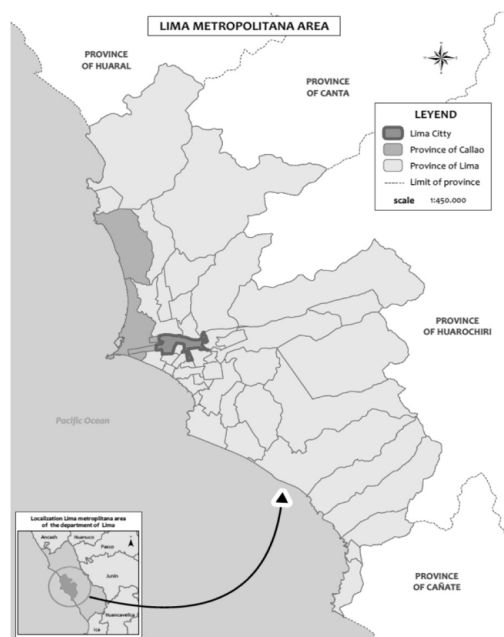 LIMA METROPOLITANA AREA
PROVINCE
OF HUARAL
PROVINCE
OF CANTA
LEYEND
Lima Citty
Province of Callao
Province of Lima
Limit of province
scale 1:450.000
PROVINCE
OF HUAROCHIRI
Pacific Ocean
Localization Lima metroplitana area
of the department of Lima
Ancash
Huanuco
Pasco
Junin
Huancavelica
Ica
PROVINCE
OF CAÑATE